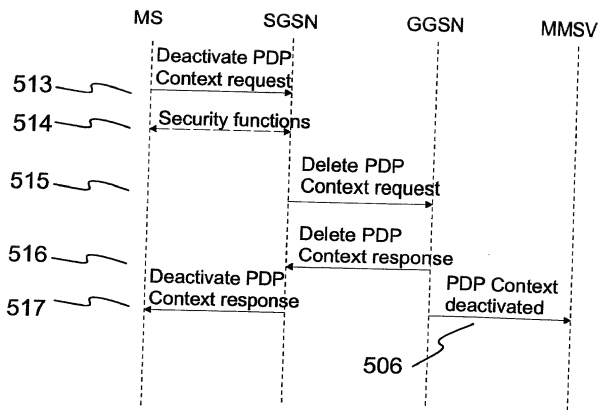 MS SGSN GGSN MMSV
Deactivate PDP
Context request
513
Security functions
514
Delete PDP
Context request
515
Delete PDP
Context response
516
Deactivate PDP
Context response
517
PDP Context
deactivated
506